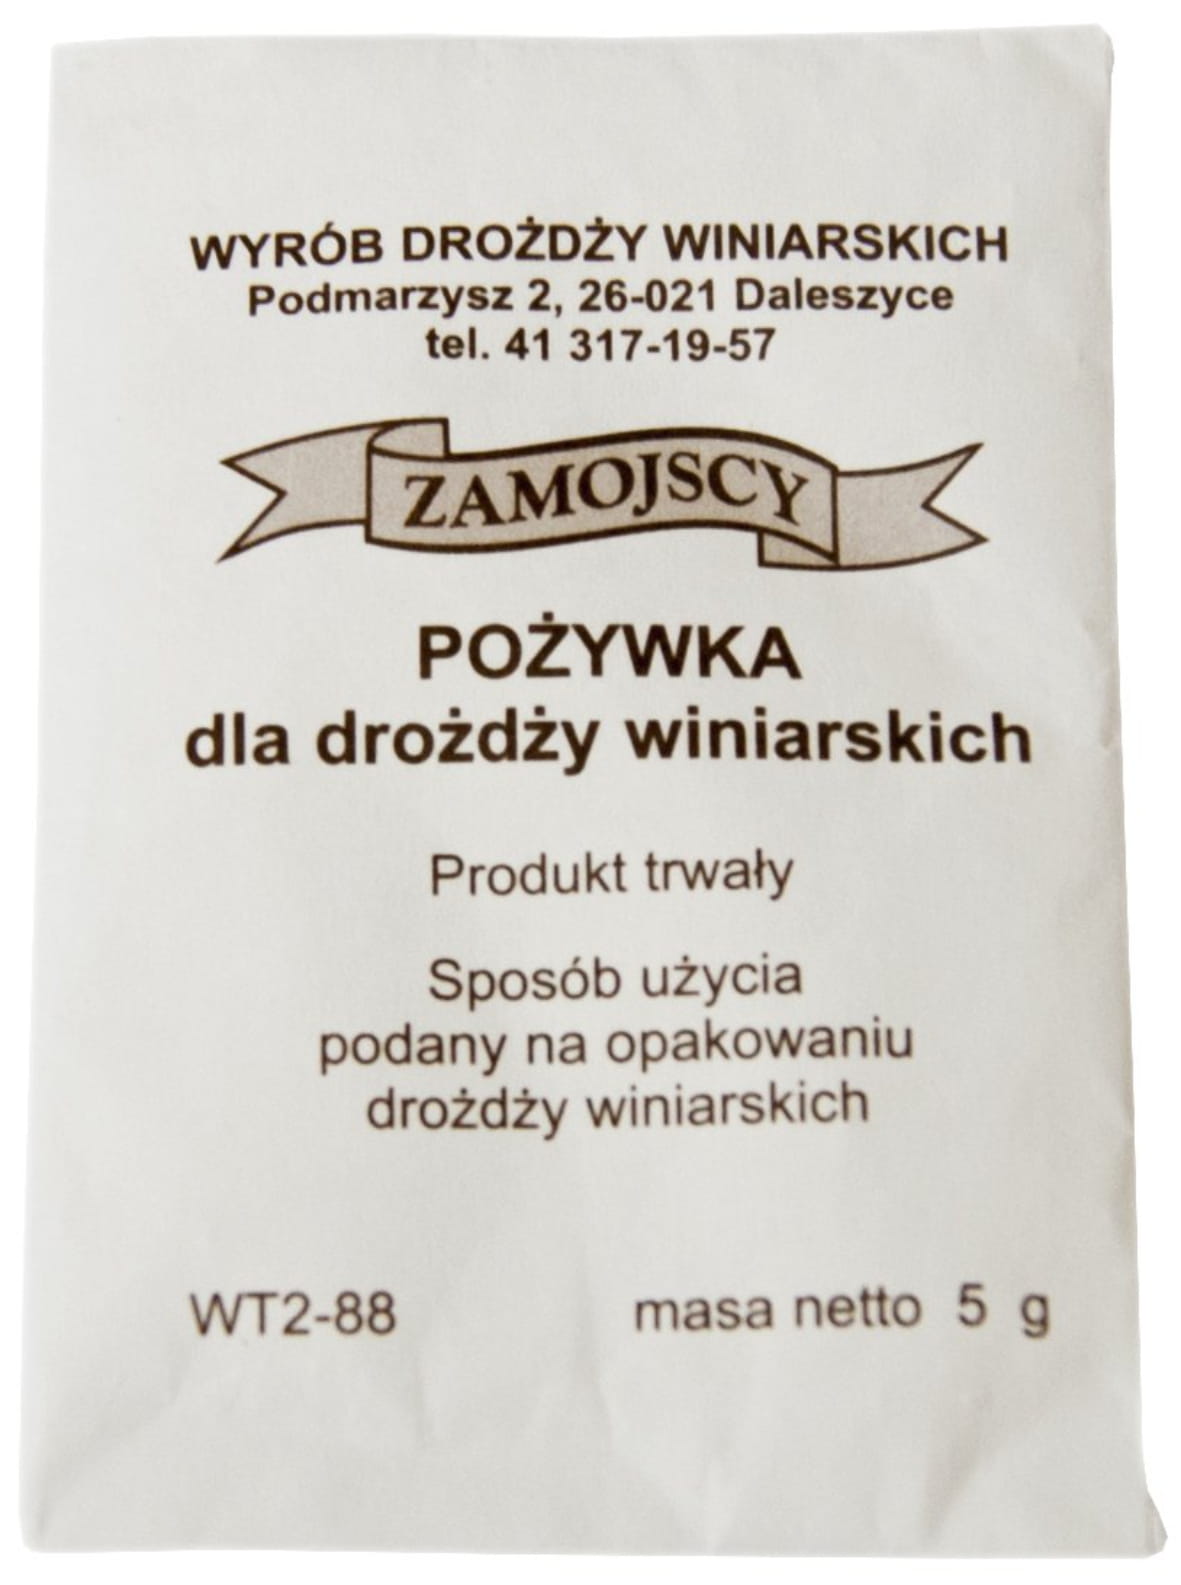 WYRÓB DROŻDŻY WINIARSKICH
Podmarzysz 2, 26-021 Daleszyce
tel. 41 317-19-57
ZAMOJSCY
POŻYWKA
dla drożdży winiarskich
Produkt trwały
Sposób użycia
podany na opakowaniu
drożdży winiarskich
WT2-88 masa netto 5 g